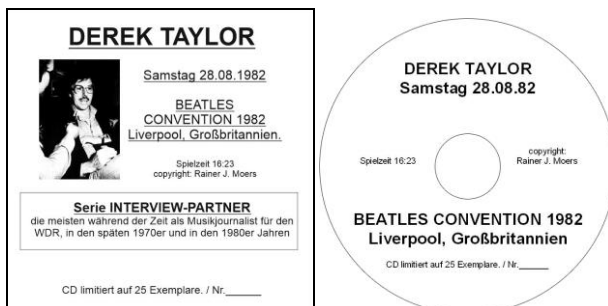 DEREK TAYLOR
Samstag 28.08.1982
BEATLES
CONVENTION 1982
Liverpool, Großbritannien.
Spielzeit 16:23
copyright: Rainer J. Moers
Serie INTERVIEW-PARTNER
die meisten während der Zeit als Musikjournalist für den
WDR, in den späten 1970er und in den 1980er Jahren
CD limitiert auf 25 Exemplare. / Nr.______
DEREK TAYLOR
Samstag 28.08.82
Spielzeit 16:23
copyright:
Rainer J. Moers
BEATLES CONVENTION 1982
Liverpool, Großbritannien
CD limitiert auf 25 Exemplare. / Nr._____